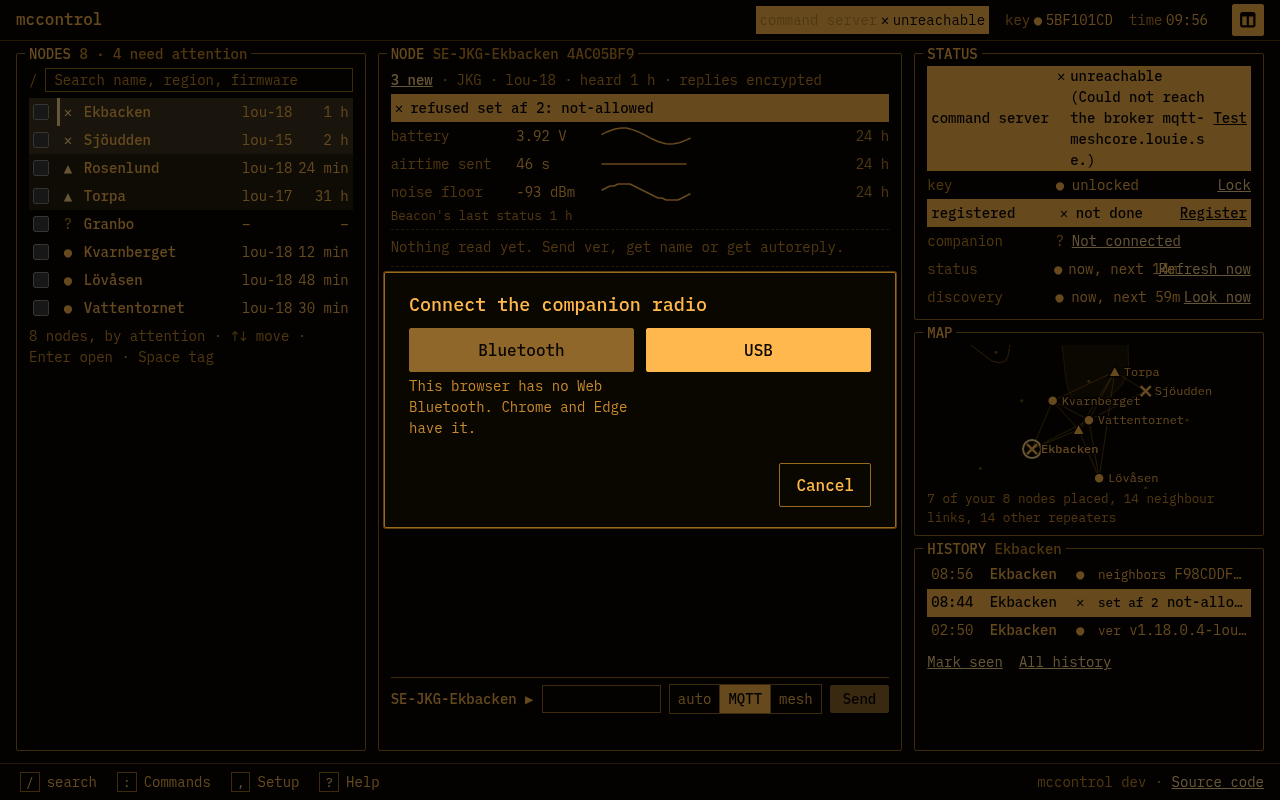 mccontrol
command server × unreachable key ● 5BF101CD time 09:56
NODES 8 · 4 need attention
/ Search name, region, firmware
× Ekbacken lou-18 1 h
× Sjöudden lou-15 2 h
▲ Rosenlund lou-18 24 min
▲ Torpa lou-17 31 h
? Granbo – –
● Kvarnberget lou-18 12 min
● Lövåsen lou-18 48 min
● Vattentornet lou-18 30 min
8 nodes, by attention · ↑↓ move ·
Enter open · Space tag
NODE SE-JKG-Ekbacken 4AC05BF9
3 new · JKG · lou-18 · heard 1 h · replies encrypted
× refused set af 2: not-allowed
battery 3.92 V 24 h
airtime sent 46 s 24 h
noise floor -93 dBm 24 h
Beacon's last status 1 h
Nothing read yet. Send ver, get name or get autoreply.
Connect the companion radio
Bluetooth USB
This browser has no Web
Bluetooth. Chrome and Edge
have it.
Cancel
SE-JKG-Ekbacken ▶ auto MQTT mesh Send
STATUS
command server × unreachable
(Could not reach
the broker mqtt-
meshcore.louie.s
e.) Test
key ● unlocked Lock
registered × not done Register
companion ? Not connected
status ● now, next Refresh now
discovery ● now, next 59m Look now
MAP
Torpa
Sjöudden
Kvarnberget
Vattentornet
Ekbacken
Lövåsen
7 of your 8 nodes placed, 14 neighbour
links, 14 other repeaters
HISTORY Ekbacken
08:56 Ekbacken ● neighbors F98CDDF…
08:44 Ekbacken × set af 2 not-allo…
02:50 Ekbacken ● ver v1.18.0.4-lou…
Mark seen All history
/ search : Commands , Setup ? Help
mccontrol dev · Source code